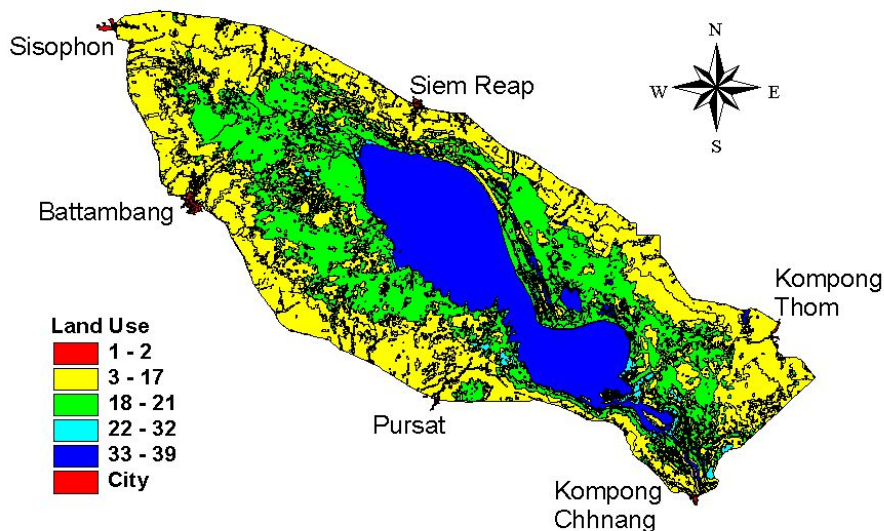 Sisophon
Siem Reap
N
W
E
S
Battambang
Kompong
Thom
Land Use
1 - 2
3 - 17
18 - 21
22 - 32
33 - 39
City
Pursat
Kompong
Chhnang